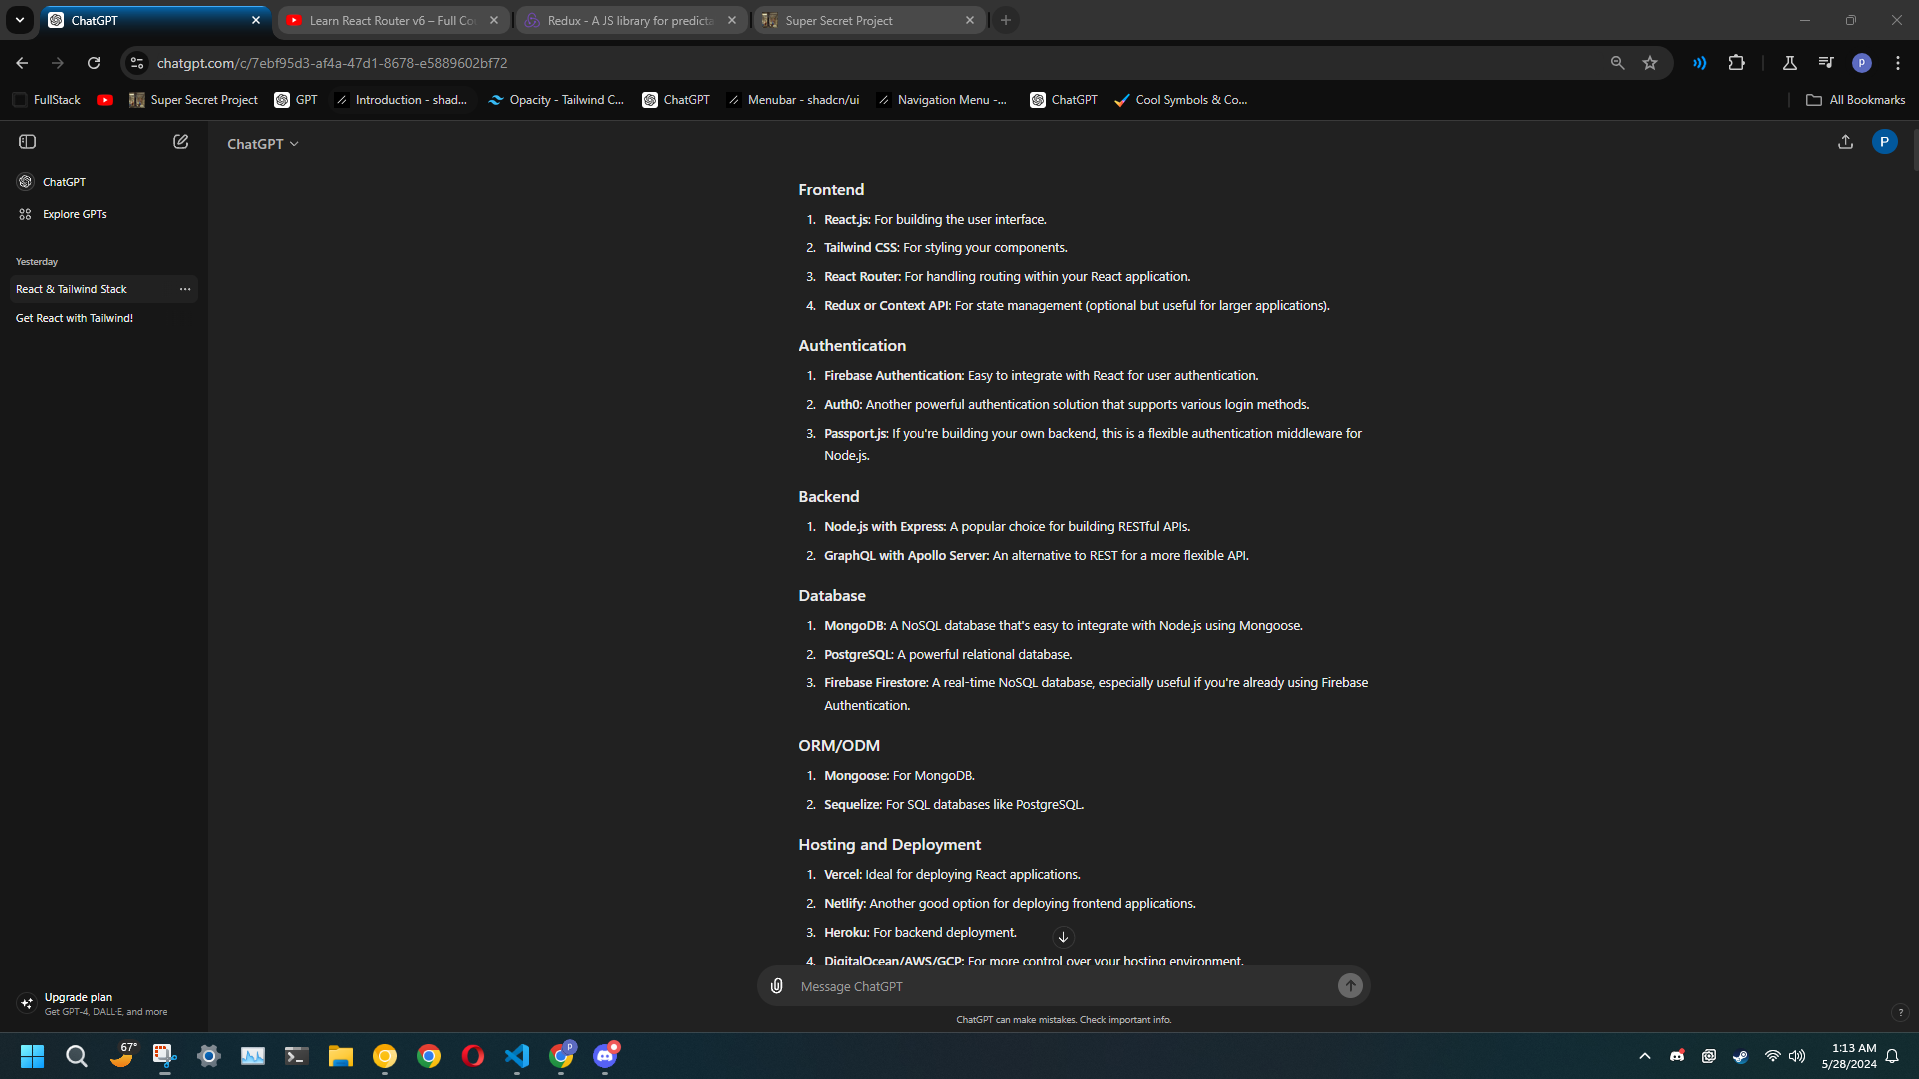 ChatGPT
Learn React Router v6 – Full Cou
Redux - A JS library for predicta
Super Secret Project
chatgpt.com/c/7ebf95d3-af4a-47d1-8678-e5889602bf72
P
FullStack
Super Secret Project
GPT
Introduction - shad...
Opacity - Tailwind C...
ChatGPT
Menubar - shadcn/ui
Navigation Menu -...
ChatGPT
Cool Symbols & Co...
All Bookmarks
ChatGPT
P
ChatGPT
Explore GPTs
Yesterday
React & Tailwind Stack
Get React with Tailwind!
Frontend
1. React.js: For building the user interface.
2. Tailwind CSS: For styling your components.
3. React Router: For handling routing within your React application.
4. Redux or Context API: For state management (optional but useful for larger applications).
Authentication
1. Firebase Authentication: Easy to integrate with React for user authentication.
2. Auth0: Another powerful authentication solution that supports various login methods.
3. Passport.js: If you're building your own backend, this is a flexible authentication middleware for
Node.js.
Backend
1. Node.js with Express: A popular choice for building RESTful APIs.
2. GraphQL with Apollo Server: An alternative to REST for a more flexible API.
Database
1. MongoDB: A NoSQL database that's easy to integrate with Node.js using Mongoose.
2. PostgreSQL: A powerful relational database.
3. Firebase Firestore: A real-time NoSQL database, especially useful if you're already using Firebase
Authentication.
ORM/ODM
1. Mongoose: For MongoDB.
2. Sequelize: For SQL databases like PostgreSQL.
Hosting and Deployment
1. Vercel: Ideal for deploying React applications.
2. Netlify: Another good option for deploying frontend applications.
3. Heroku: For backend deployment.
4. DigitalOcean/AWS/GCP: For more control over your hosting environment.
Message ChatGPT
ChatGPT can make mistakes. Check important info.
?
Upgrade plan
Get GPT-4, DALL·E, and more
67°
P
1:13 AM
5/28/2024